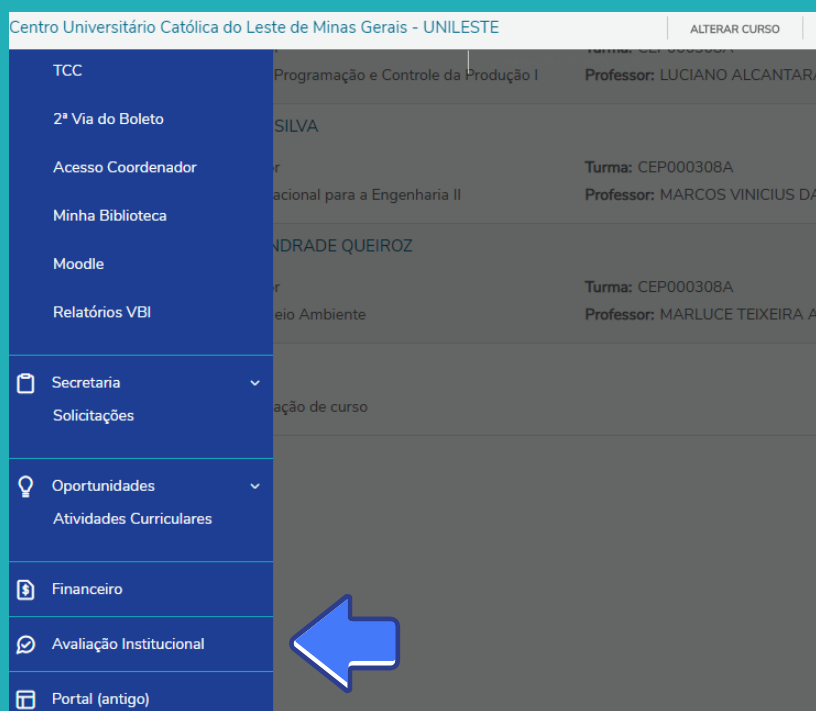 Centro Universitário Católica do Leste de Minas Gerais - UNILESTE
ALTERAR CURSO
TCC
2ª Via do Boleto
Acesso Coordenador
Minha Biblioteca
Moodle
Relatórios VBI
Secretaria
Solicitações
Oportunidades
Atividades Curriculares
Financeiro
Avaliação Institucional
Portal (antigo)
Programação e Controle da Produção I
Professor: LUCIANO ALCANTARA
SILVA
Turma: CEP000308A
acional para a Engenharia II
Professor: MARCOS VINICIUS DA
NDRADE QUEIROZ
Turma: CEP000308A
eio Ambiente
Professor: MARLUCE TEIXEIRA A
ação de curso